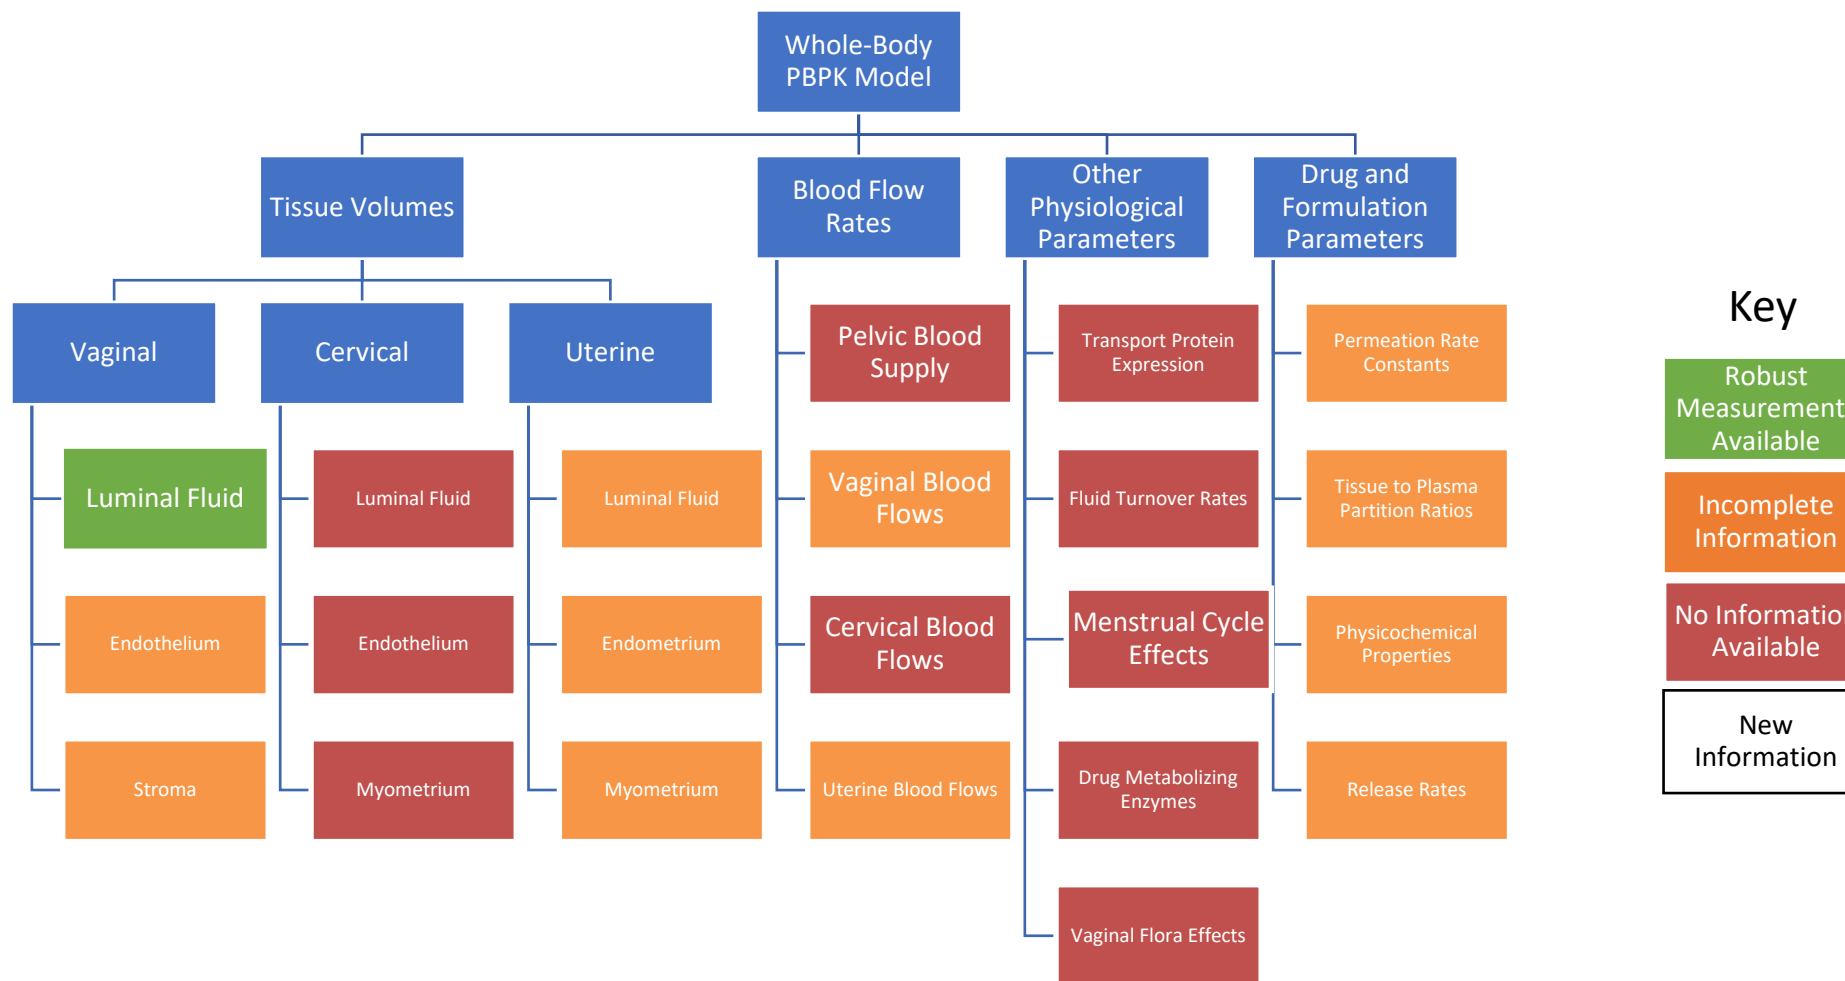 Whole-Body
PBPK Model
Tissue Volumes
Blood Flow
Rates
Other
Physiological
Parameters
Drug and
Formulation
Parameters
Vaginal
Cervical
Uterine
Luminal Fluid
Endothelium
Stroma
Luminal Fluid
Endothelium
Myometrium
Luminal Fluid
Endometrium
Myometrium
Pelvic Blood
Supply
Vaginal Blood
Flows
Cervical Blood
Flows
Uterine Blood Flows
Transport Protein
Expression
Fluid Turnover Rates
Menstrual Cycle
Effects
Drug Metabolizing
Enzymes
Vaginal Flora Effects
Permeation Rate
Constants
Tissue to Plasma
Partition Ratios
Physicochemical
Properties
Release Rates
Key
Robust
Measurement
Available
Incomplete
Information
No Informatio
Available
New
Information